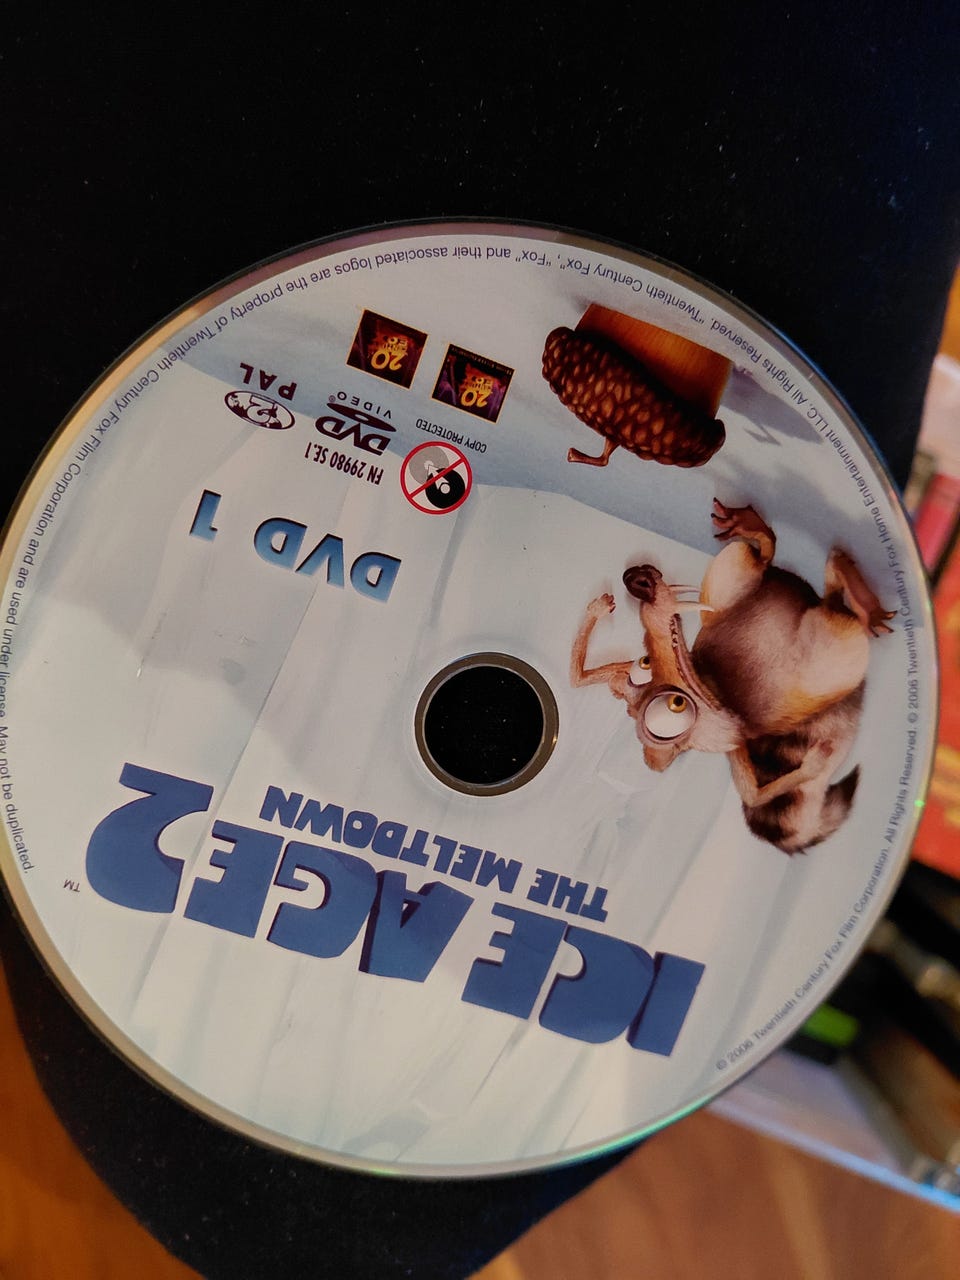 ICE AGE 2
™
THE MELTDOWN
DVD 1
FN 29980 SE.1
COPY PROTECTED
DVD
VIDEO®
2
PAL
20
20
© 2006 Twentieth Century Fox Film Corporation. All Rights Reserved. © 2006 Twentieth Century Fox Home Entertainment LLC. All Rights Reserved. "Twentieth Century Fox", "Fox" and their associated logos are the property of Twentieth Century Fox Film Corporation and are used under license. May not be duplicated.